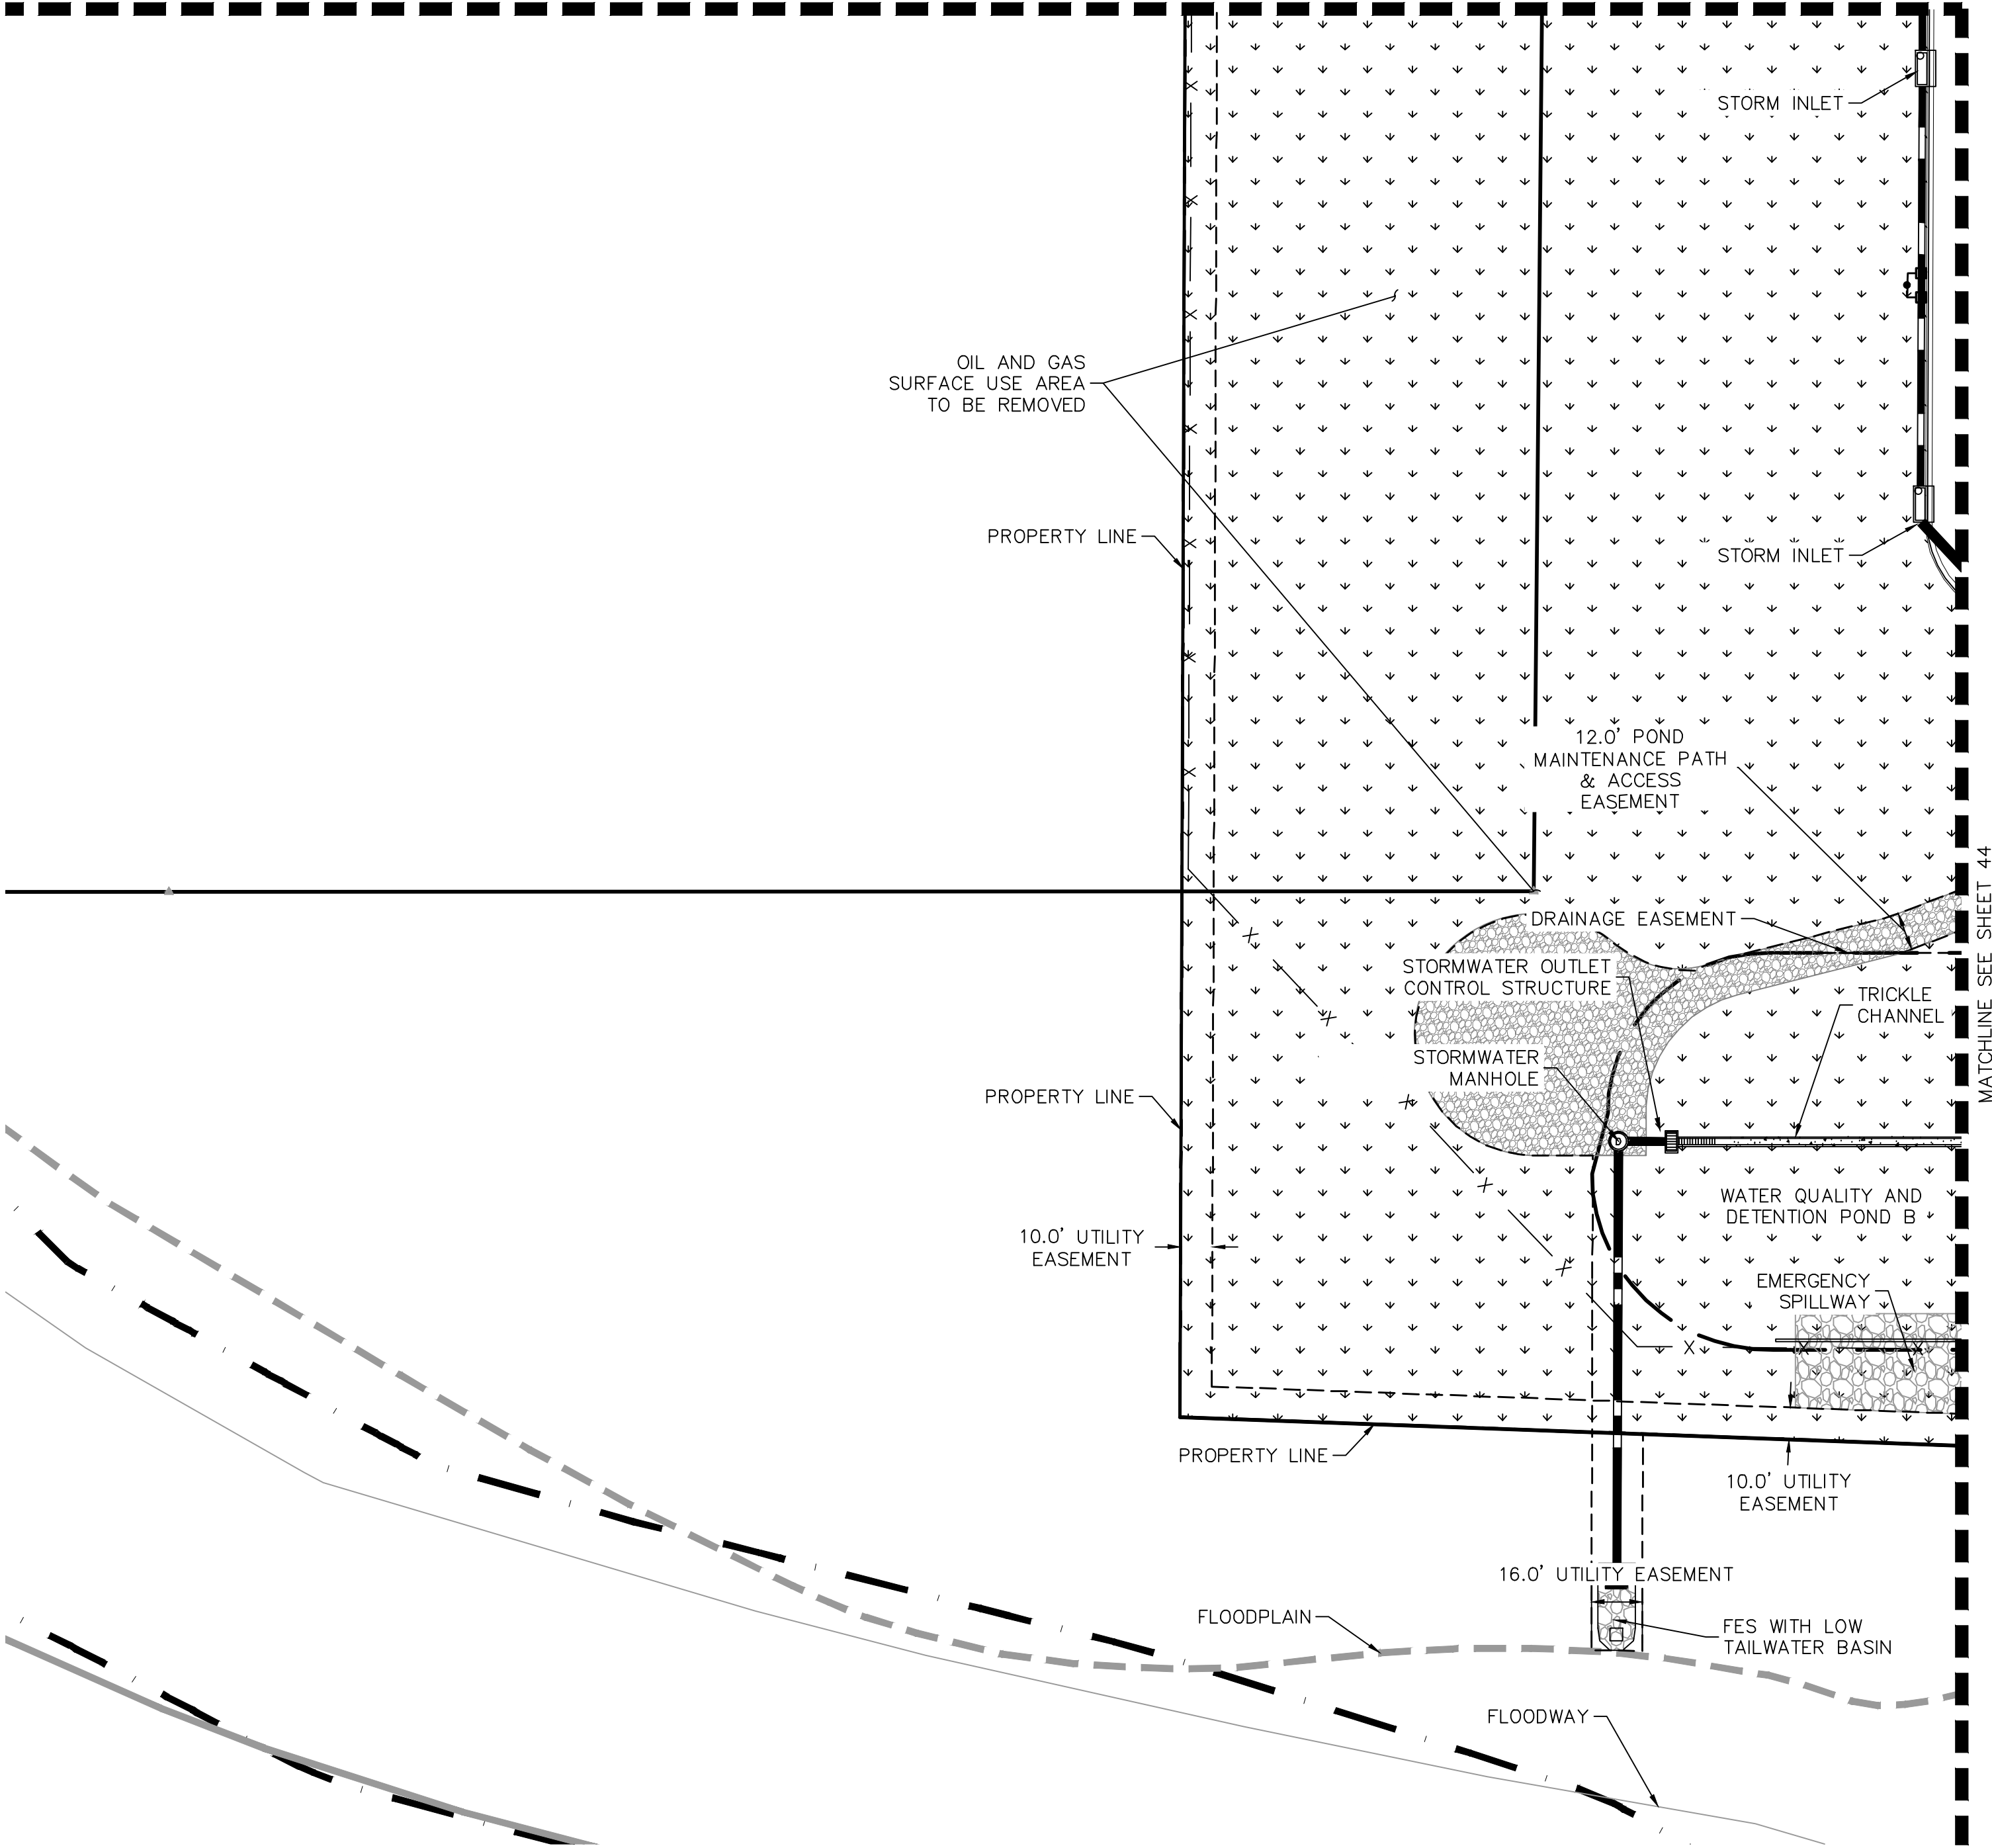 STORM INLET
OIL AND GAS
SURFACE USE AREA
TO BE REMOVED
PROPERTY LINE
STORM INLET
12.0' POND
MAINTENANCE PATH
& ACCESS
EASEMENT
MATCHLINE SEE SHEET 44
DRAINAGE EASEMENT
STORMWATER OUTLET
CONTROL STRUCTURE
TRICKLE
CHANNEL
STORMWATER
MANHOLE
PROPERTY LINE
D
WATER QUALITY AND
DETENTION POND B
10.0' UTILITY
EASEMENT
EMERGENCY
SPILLWAY
PROPERTY LINE
10.0' UTILITY
EASEMENT
16.0' UTILITY EASEMENT
FLOODPLAIN
FES WITH LOW
TAILWATER BASIN
FLOODWAY